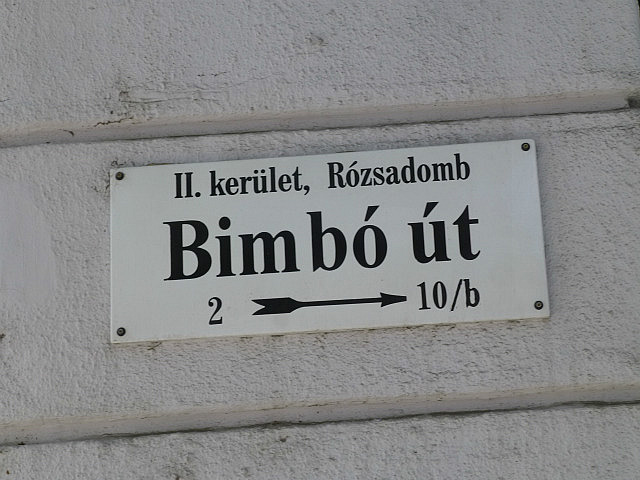 II. kerület, Rózsadomb
Bimbó út
2 10/b